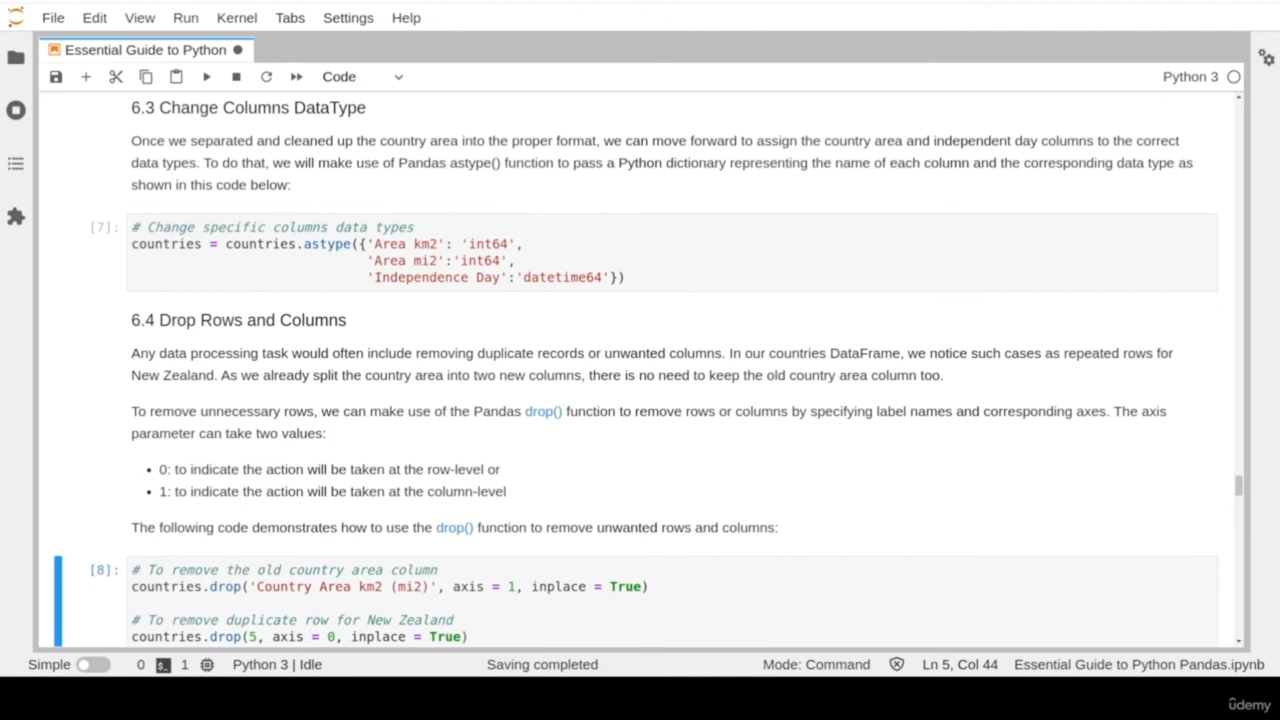 File Edit View Run Kernel Tabs Settings Help
Essential Guide to Python
Code
Python 3
6.3 Change Columns DataType
Once we separated and cleaned up the country area into the proper format, we can move forward to assign the country area and independent day columns to the correct
data types. To do that, we will make use of Pandas astype() function to pass a Python dictionary representing the name of each column and the corresponding data type as
shown in this code below:
[7]: # Change specific columns data types
countries = countries.astype({'Area km2': 'int64',
'Area mi2':'int64',
'Independence Day':'datetime64'})
6.4 Drop Rows and Columns
Any data processing task would often include removing duplicate records or unwanted columns. In our countries DataFrame, we notice such cases as repeated rows for
New Zealand. As we already split the country area into two new columns, there is no need to keep the old country area column too.
To remove unnecessary rows, we can make use of the Pandas drop() function to remove rows or columns by specifying label names and corresponding axes. The axis
parameter can take two values:
• 0: to indicate the action will be taken at the row-level or
• 1: to indicate the action will be taken at the column-level
The following code demonstrates how to use the drop() function to remove unwanted rows and columns:
[8]: # To remove the old country area column
countries.drop('Country Area km2 (mi2)', axis = 1, inplace = True)
# To remove duplicate row for New Zealand
countries.drop(5, axis = 0, inplace = True)
Simple 0 $_ 1 Python 3 | Idle Saving completed Mode: Command Ln 5, Col 44 Essential Guide to Python Pandas.ipynb
ûdemy